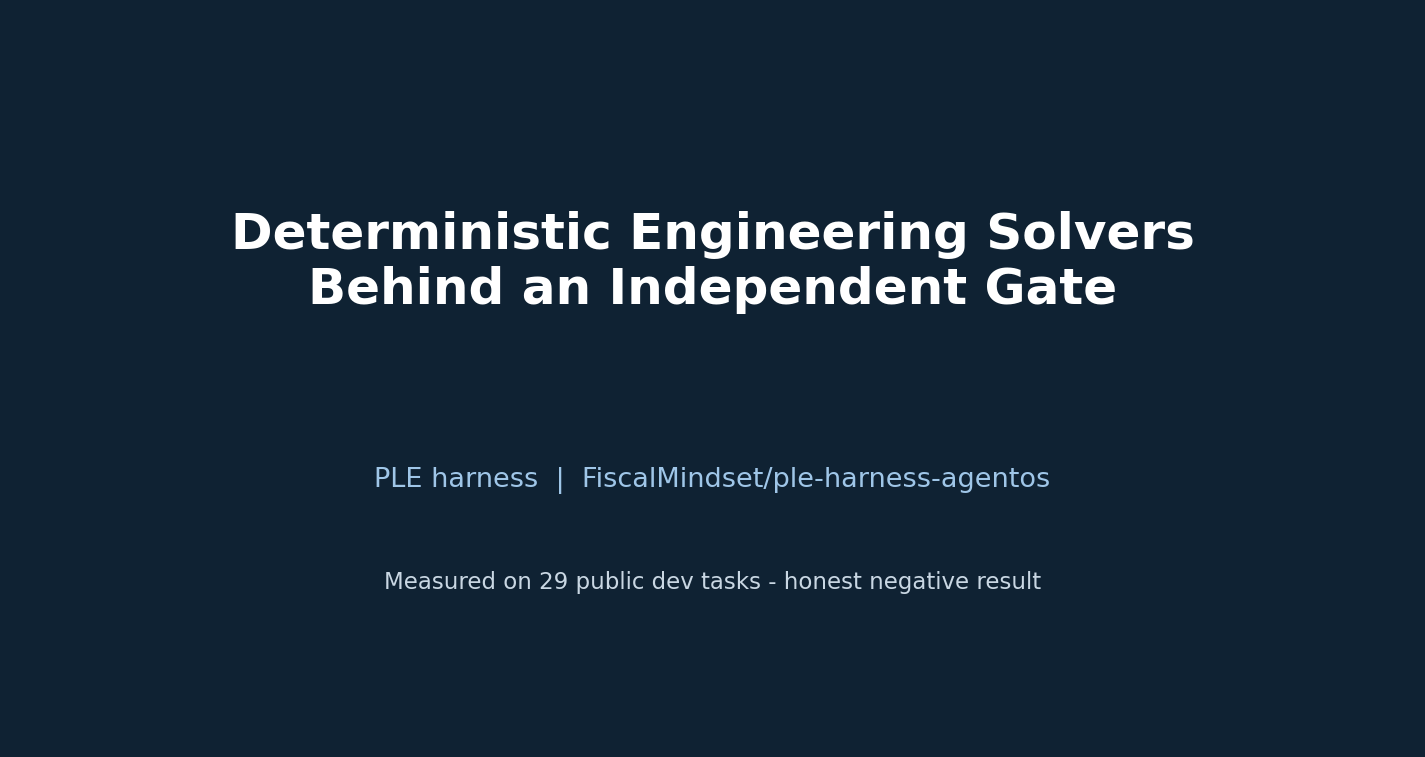 Deterministic Engineering Solvers
Behind an Independent Gate
PLE harness | FiscalMindset/ple-harness-agentos
Measured on 29 public dev tasks - honest negative result